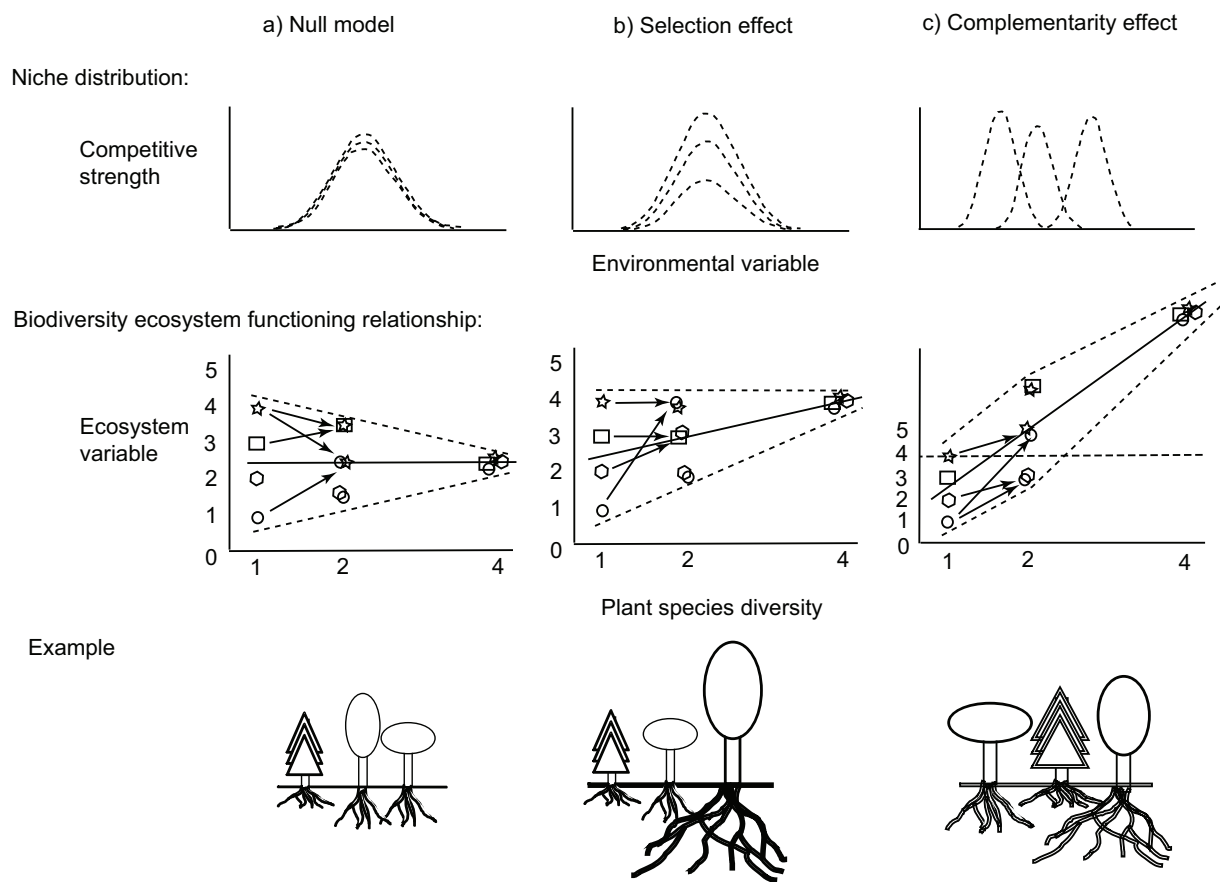 a) Null model
b) Selection effect
c) Complementarity effect
Niche distribution:
Competitive
strength
Environmental variable
Biodiversity ecosystem functioning relationship:
Ecosystem
variable
5
4
3
2
1
0
1
2
4
5
4
3
2
1
0
1
2
4
5
4
3
2
1
0
1
2
4
Plant species diversity
Example